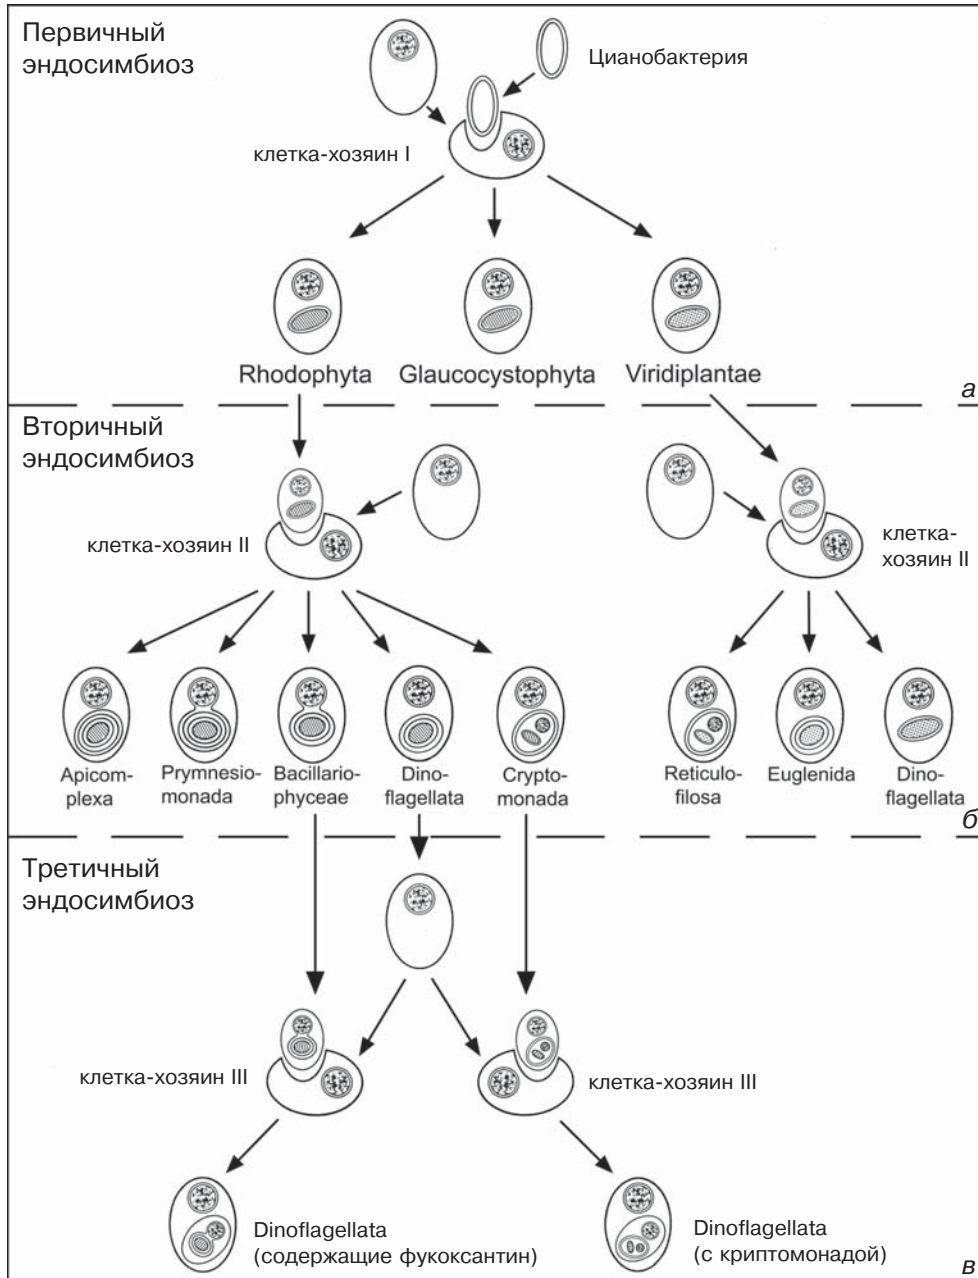 Первичный
эндосимбиоз
Цианобактерия
клетка-хозяин I
Rhodophyta
Glaucocystophyta
Viridiplantae
а
Вторичный
эндосимбиоз
клетка-хозяин II
клетка-
хозяин II
Apicom-
plexa
Prymnesio-
monada
Bacillario-
phyceae
Dino-
flagellata
Crypto-
monada
Reticulo-
filosa
Euglenida
Dino-
flagellata
б
Третичный
эндосимбиоз
клетка-хозяин III
клетка-хозяин III
Dinoflagellata
(содержащие фукоксантин)
Dinoflagellata
(с криптомонадой)
в